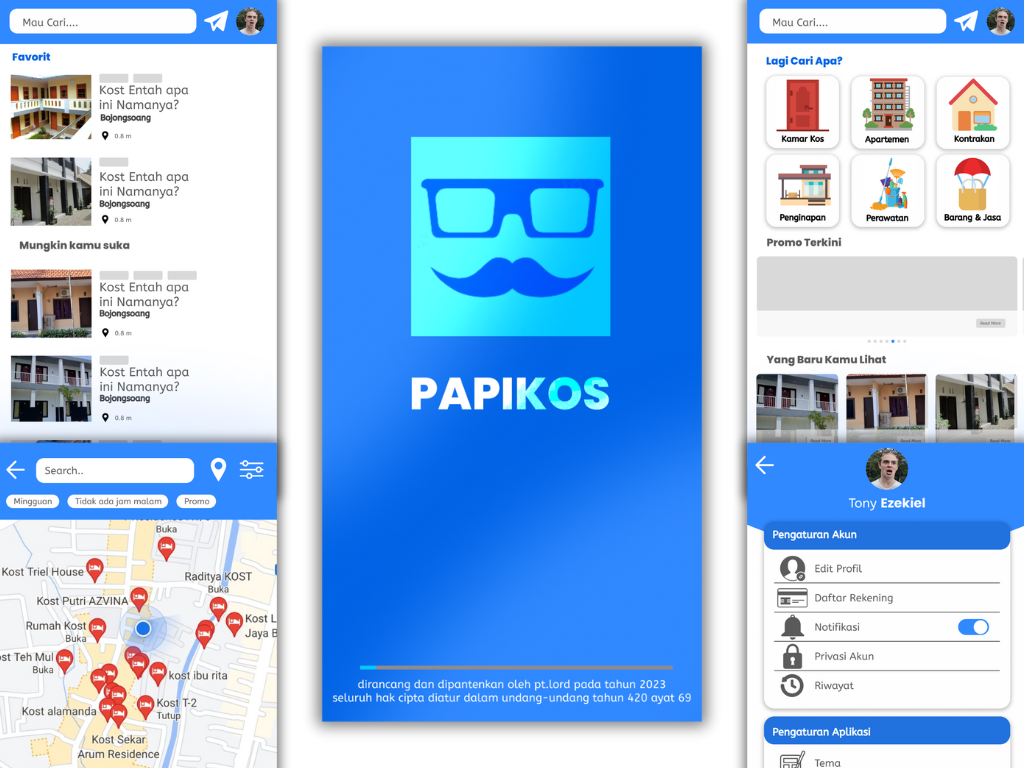 Mau Cari....
Favorit
Kost Entah apa
ini Namanya?
Bojongsoang
0.8 m
Kost Entah apa
ini Namanya?
Bojongsoang
0.8 m
Mungkin kamu suka
Kost Entah apa
ini Namanya?
Bojongsoang
0.8 m
Kost Entah apa
ini Namanya?
Bojongsoang
0.8 m
Search..
Mingguan
Tidak ada jam malam
Promo
Buka
Kost Triel House
Raditya KOST
Buka
Kost Putri AZVINA
Rumah Kost
Buka
Kost L
Jaya B
ost Teh Mul
Buka
kost ibu rita
Kost T-2
Tutup
Kost alamanda
Kost Sekar
Arum Residence
PAPIKOS
dirancang dan dipantenkan oleh pt.lord pada tahun 2023
seluruh hak cipta diatur dalam undang-undang tahun 420 ayat 69
Mau Cari....
Lagi Cari Apa?
Kamar Kos
Apartemen
Kontrakan
Penginapan
Perawatan
Barang & Jasa
Promo Terkini
Read More
Yang Baru Kamu Lihat
Read More
Read More
Read More
Tony Ezekiel
Pengaturan Akun
Edit Profil
Daftar Rekening
Notifikasi
Privasi Akun
Riwayat
Pengaturan Aplikasi
Tema